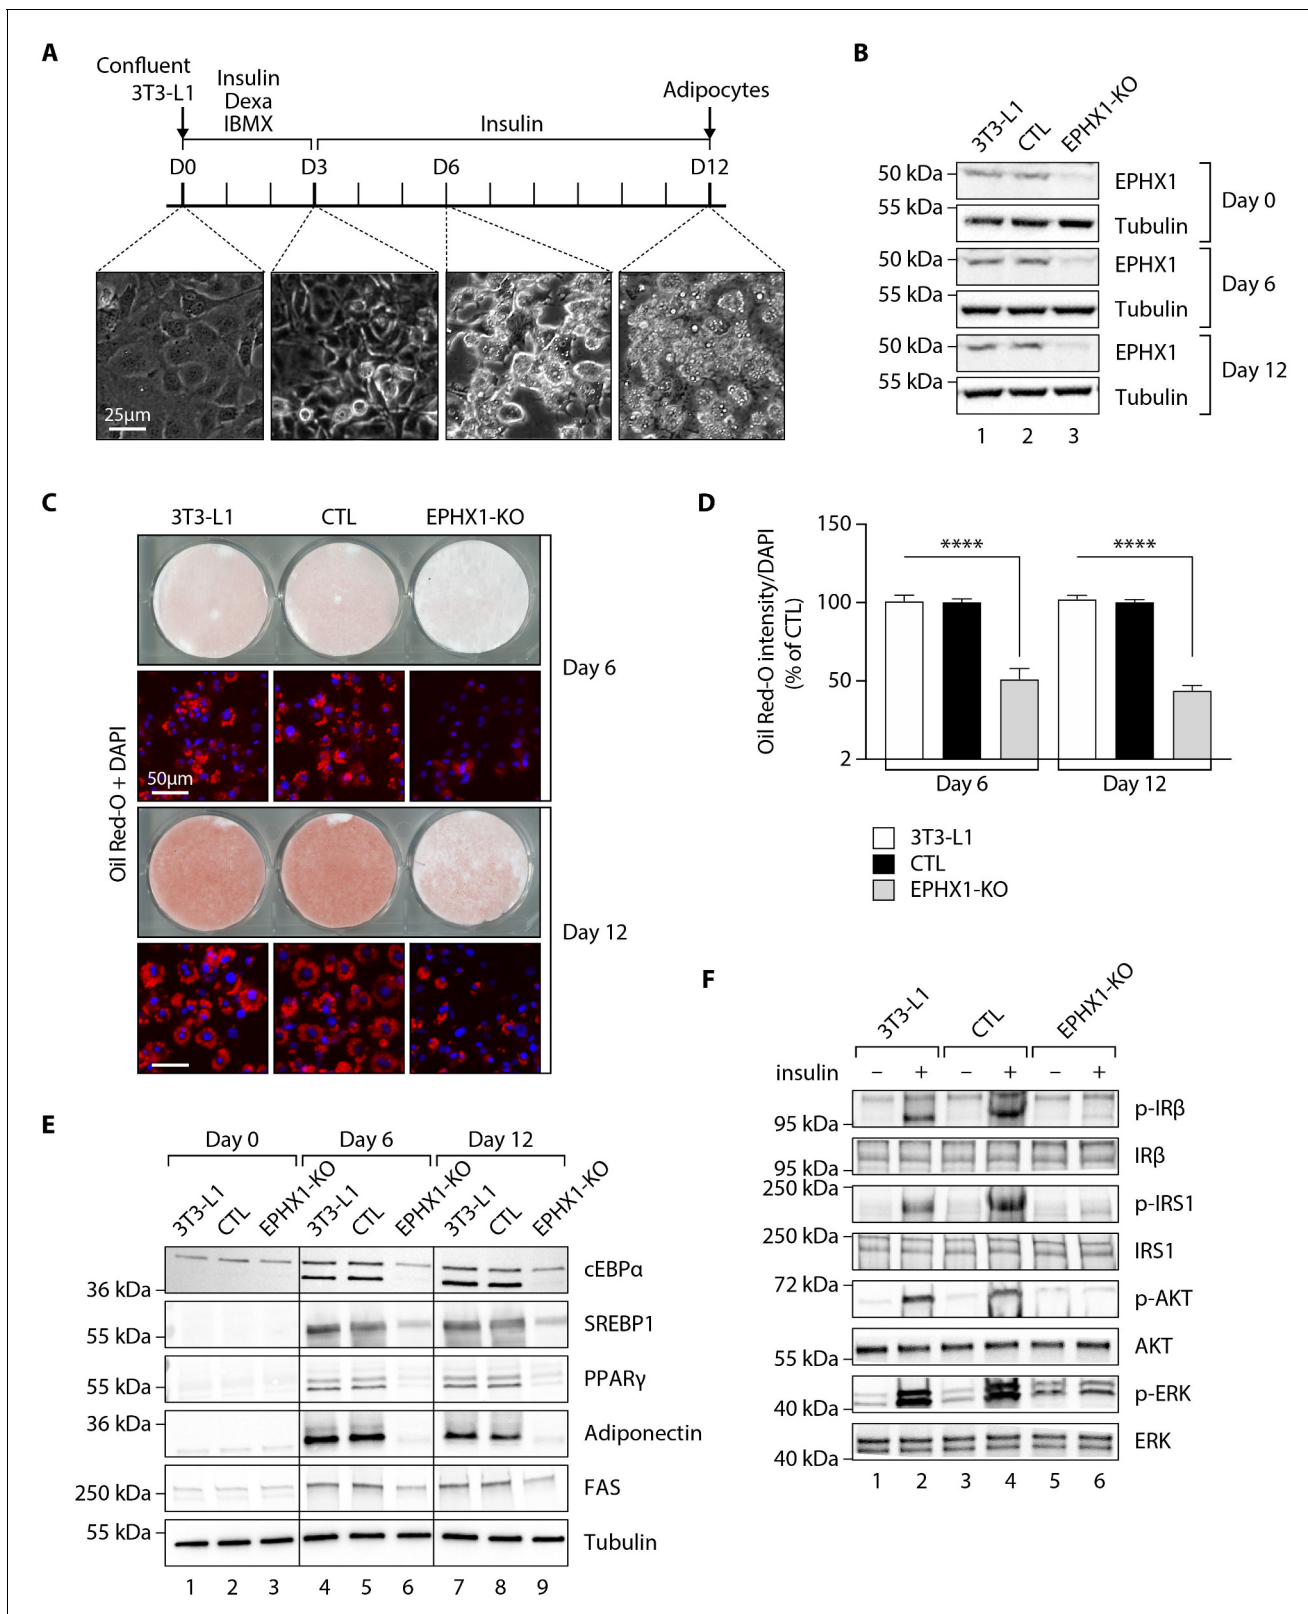 A
Confluent
3T3-L1
Insulin
Dexa
IBMX
Insulin
Adipocytes
D0
D3
D6
D12
25μm
B
3T3-L1
CTL
EPHX1-KO
50 kDa
EPHX1
55 kDa
Tubulin
Day 0
50 kDa
EPHX1
55 kDa
Tubulin
Day 6
50 kDa
EPHX1
55 kDa
Tubulin
Day 12
1 2 3
C
3T3-L1 CTL EPHX1-KO
Oil Red-O + DAPI
Day 6
50μm
Day 12
D
Oil Red-O intensity/DAPI
(% of CTL)
150
100
50
2
**** ****
Day 6 Day 12
3T3-L1
CTL
EPHX1-KO
E
Day 0 Day 6 Day 12
3T3-L1 CTL EPHX1-KO 3T3-L1 CTL EPHX1-KO 3T3-L1 CTL EPHX1-KO
36 kDa
cEBPα
55 kDa
SREBP1
55 kDa
PPARγ
36 kDa
Adiponectin
250 kDa
FAS
55 kDa
Tubulin
1 2 3 4 5 6 7 8 9
F
3T3-L1 CTL EPHX1-KO
insulin – + – + – +
95 kDa
p-IRβ
95 kDa
IRβ
250 kDa
p-IRS1
250 kDa
IRS1
72 kDa
p-AKT
55 kDa
AKT
40 kDa
p-ERK
40 kDa
ERK
1 2 3 4 5 6